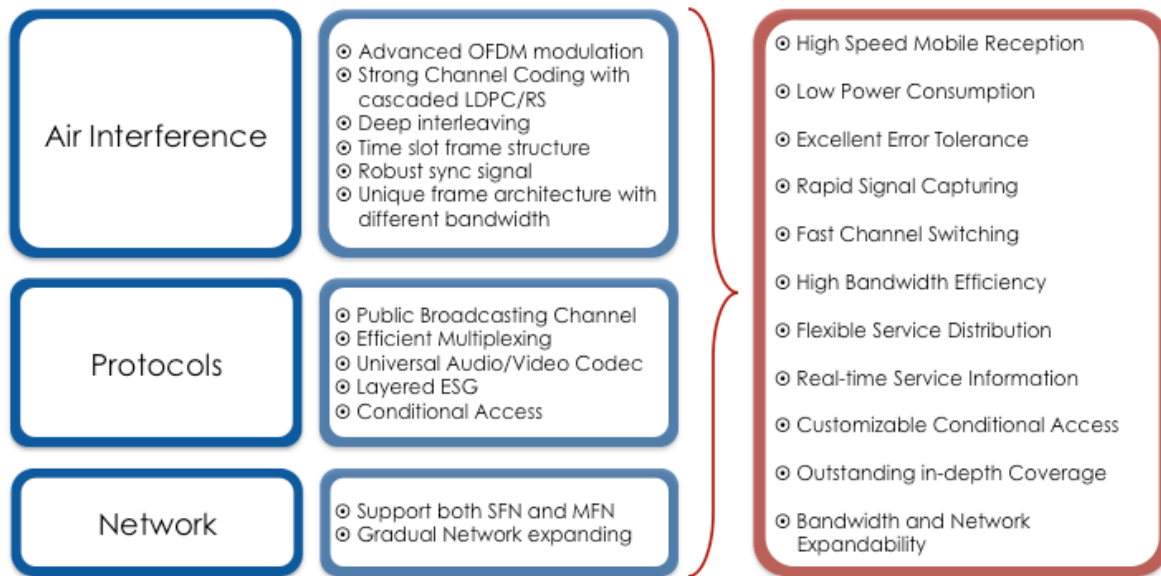 Air Interference
⦿ Advanced OFDM modulation
⦿ Strong Channel Coding with
cascaded LDPC/RS
⦿ Deep interleaving
⦿ Time slot frame structure
⦿ Robust sync signal
⦿ Unique frame architecture with
different bandwidth
Protocols
⦿ Public Broadcasting Channel
⦿ Efficient Multiplexing
⦿ Universal Audio/Video Codec
⦿ Layered ESG
⦿ Conditional Access
Network
⦿ Support both SFN and MFN
⦿ Gradual Network expanding
⦿ High Speed Mobile Reception
⦿ Low Power Consumption
⦿ Excellent Error Tolerance
⦿ Rapid Signal Capturing
⦿ Fast Channel Switching
⦿ High Bandwidth Efficiency
⦿ Flexible Service Distribution
⦿ Real-time Service Information
⦿ Customizable Conditional Access
⦿ Outstanding in-depth Coverage
⦿ Bandwidth and Network
Expandability